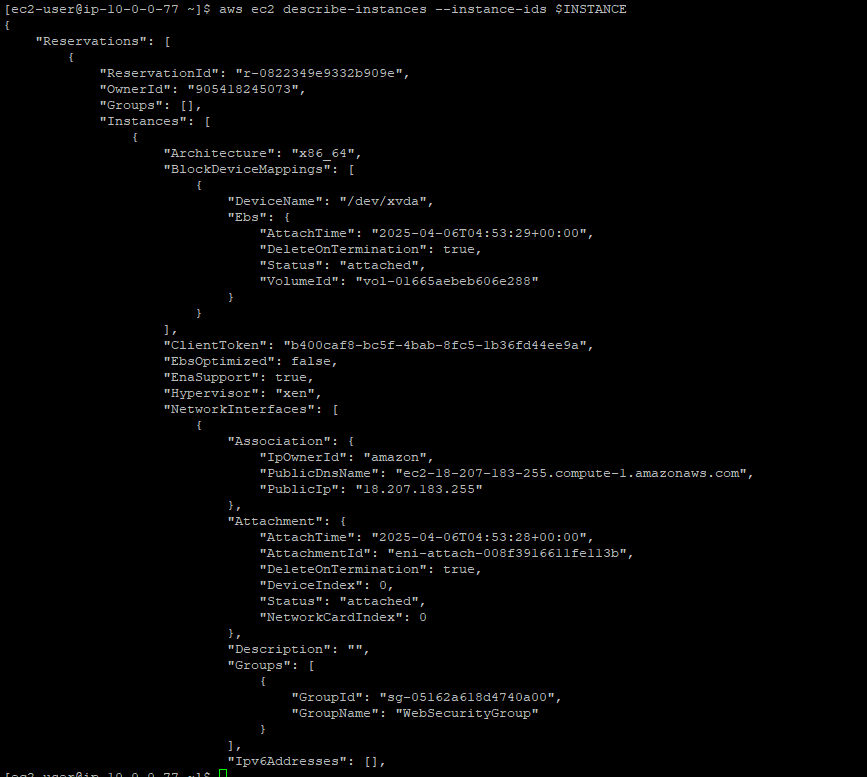 [ec2-user@ip-10-0-0-77 ~]$ aws ec2 describe-instances --instance-ids $INSTANCE
{
    "Reservations": [
        {
            "ReservationId": "r-0822349e9332b909e",
            "OwnerId": "905418245073",
            "Groups": [],
            "Instances": [
                {
                    "Architecture": "x86_64",
                    "BlockDeviceMappings": [
                        {
                            "DeviceName": "/dev/xvda",
                            "Ebs": {
                                "AttachTime": "2025-04-06T04:53:29+00:00",
                                "DeleteOnTermination": true,
                                "Status": "attached",
                                "VolumeId": "vol-01665aebeb606e288"
                            }
                        }
                    ],
                    "ClientToken": "b400caf8-bc5f-4bab-8fc5-1b36fd44ee9a",
                    "EbsOptimized": false,
                    "EnaSupport": true,
                    "Hypervisor": "xen",
                    "NetworkInterfaces": [
                        {
                            "Association": {
                                "IpOwnerId": "amazon",
                                "PublicDnsName": "ec2-18-207-183-255.compute-1.amazonaws.com",
                                "PublicIp": "18.207.183.255"
                            },
                            "Attachment": {
                                "AttachTime": "2025-04-06T04:53:28+00:00",
                                "AttachmentId": "eni-attach-008f3916611fe113b",
                                "DeleteOnTermination": true,
                                "DeviceIndex": 0,
                                "Status": "attached",
                                "NetworkCardIndex": 0
                            },
                            "Description": "",
                            "Groups": [
                                {
                                    "GroupId": "sg-05162a618d4740a00",
                                    "GroupName": "WebSecurityGroup"
                                }
                            ],
                            "Ipv6Addresses": [],
[ec2-user@ip-10-0-0-77 ~]$